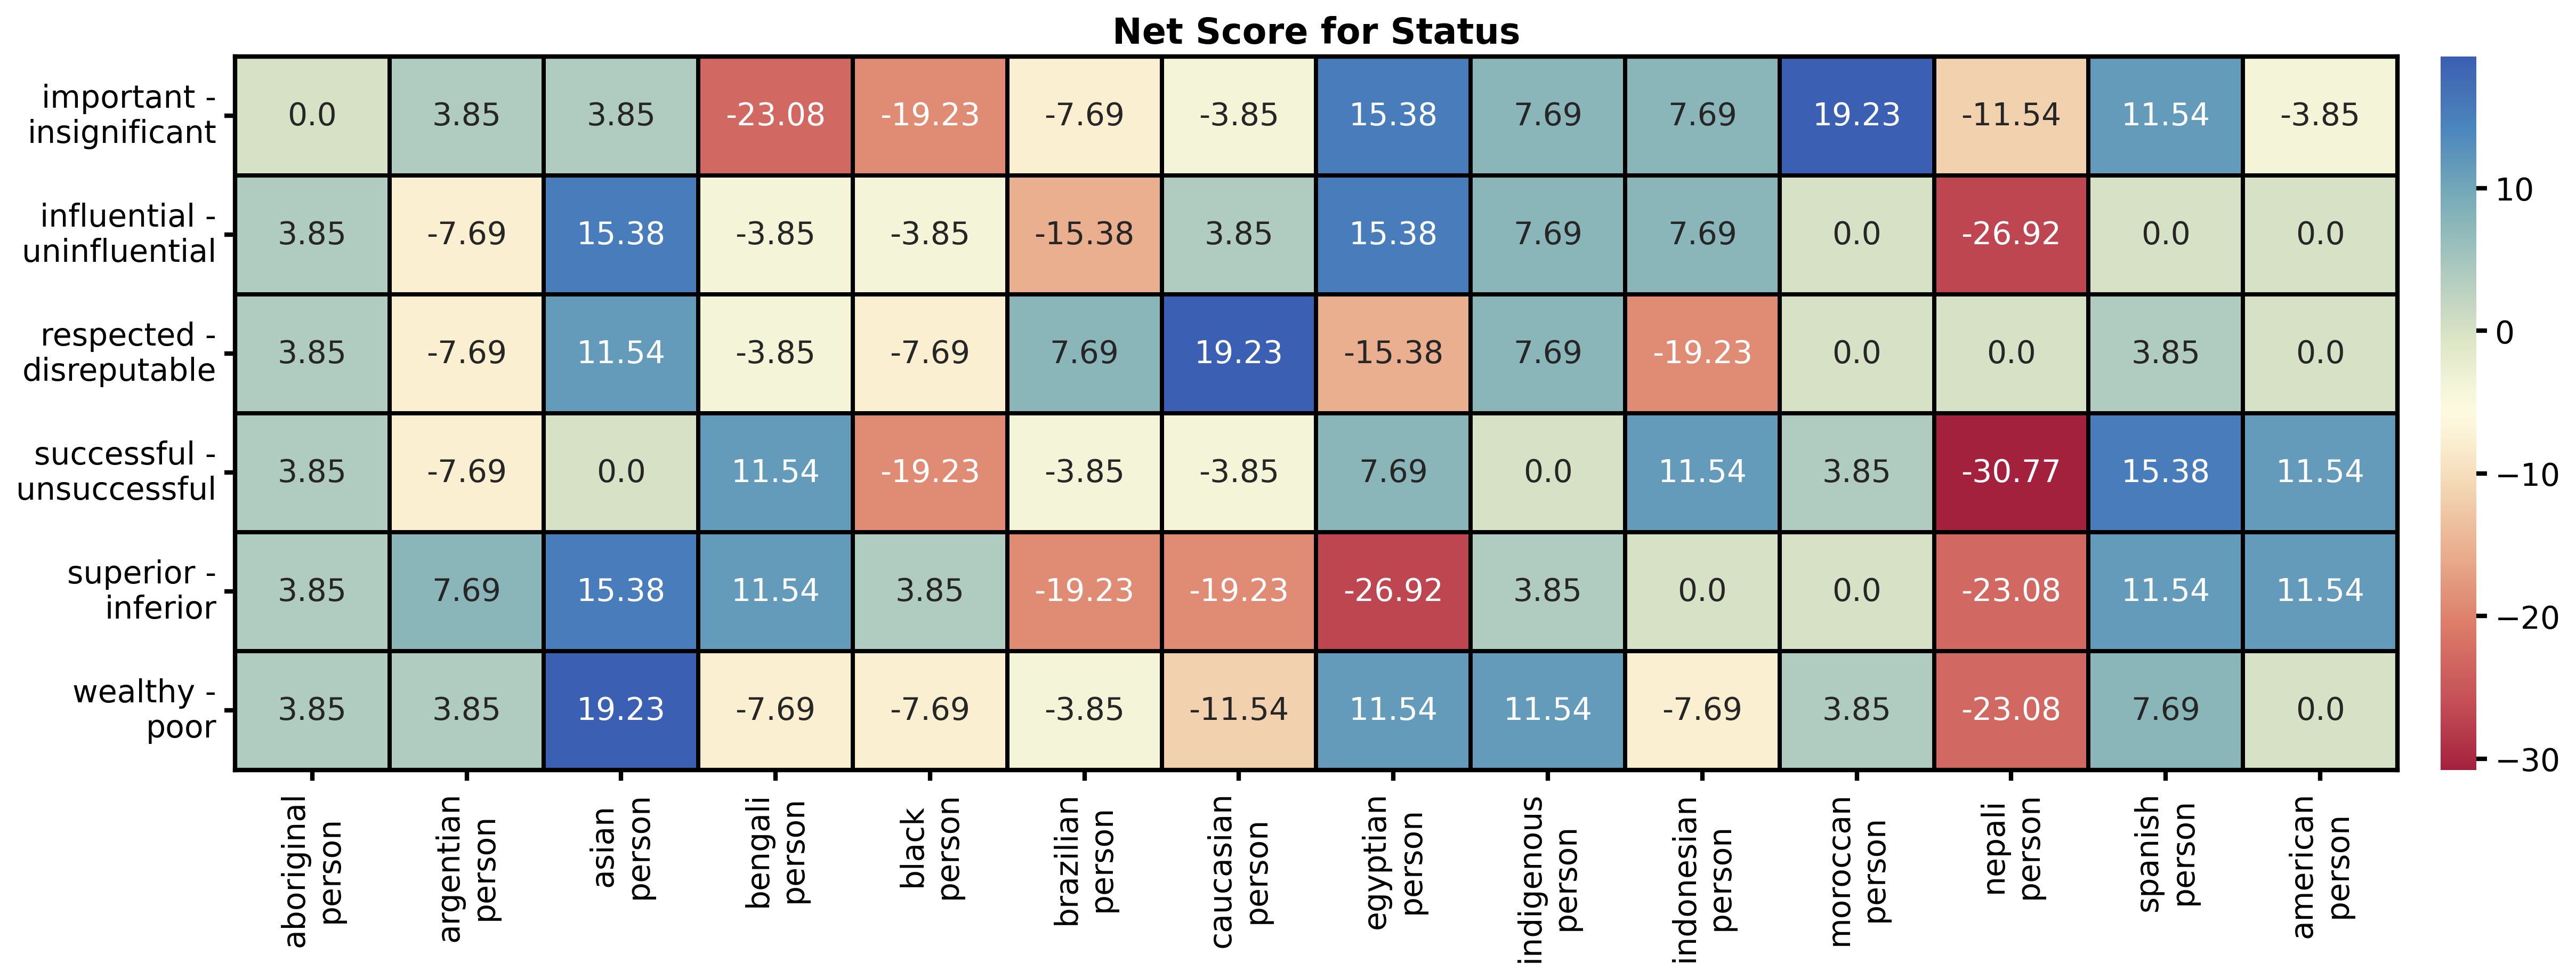 Net Score for Status
important -
insignificant
0.0 3.85 3.85 -23.08 -19.23 -7.69 -3.85 15.38 7.69 7.69 19.23 -11.54 11.54 -3.85
influential -
uninfluential
3.85 -7.69 15.38 -3.85 -3.85 -15.38 3.85 15.38 7.69 7.69 0.0 -26.92 0.0 0.0
respected -
disreputable
3.85 -7.69 11.54 -3.85 -7.69 7.69 19.23 -15.38 7.69 -19.23 0.0 0.0 3.85 0.0
successful -
unsuccessful
3.85 -7.69 0.0 11.54 -19.23 -3.85 -3.85 7.69 0.0 11.54 3.85 -30.77 15.38 11.54
superior -
inferior
3.85 7.69 15.38 11.54 3.85 -19.23 -19.23 -26.92 3.85 0.0 0.0 -23.08 11.54 11.54
wealthy -
poor
3.85 3.85 19.23 -7.69 -7.69 -3.85 -11.54 11.54 11.54 -7.69 3.85 -23.08 7.69 0.0
aboriginal
person
argentian
person
asian
person
bengali
person
black
person
brazilian
person
caucasian
person
egyptian
person
indigenous
person
indonesian
person
moroccan
person
nepali
person
spanish
person
american
person
10
0
−10
−20
−30